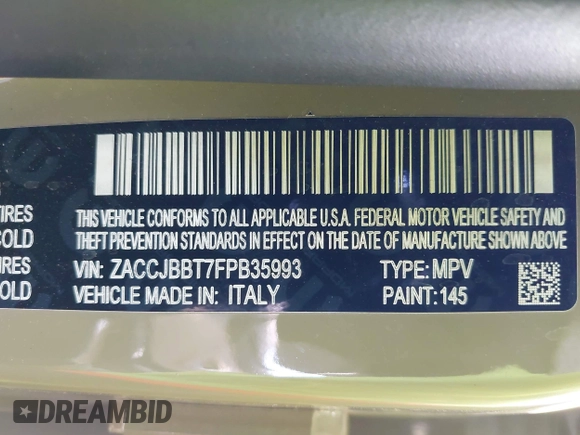 THIS VEHICLE CONFORMS TO ALL APPLICABLE U.S.A. FEDERAL MOTOR VEHICLE SAFETY AND
IRES
THEFT PREVENTION STANDARDS IN EFFECT ON THE DATE OF MANUFACTURE SHOWN ABOVE
COLD
IRES
VIN: ZACCJBBT7FPB35993 TYPE: MPV
OLD
VEHICLE MADE IN: ITALY PAINT: 145
DREAMBID